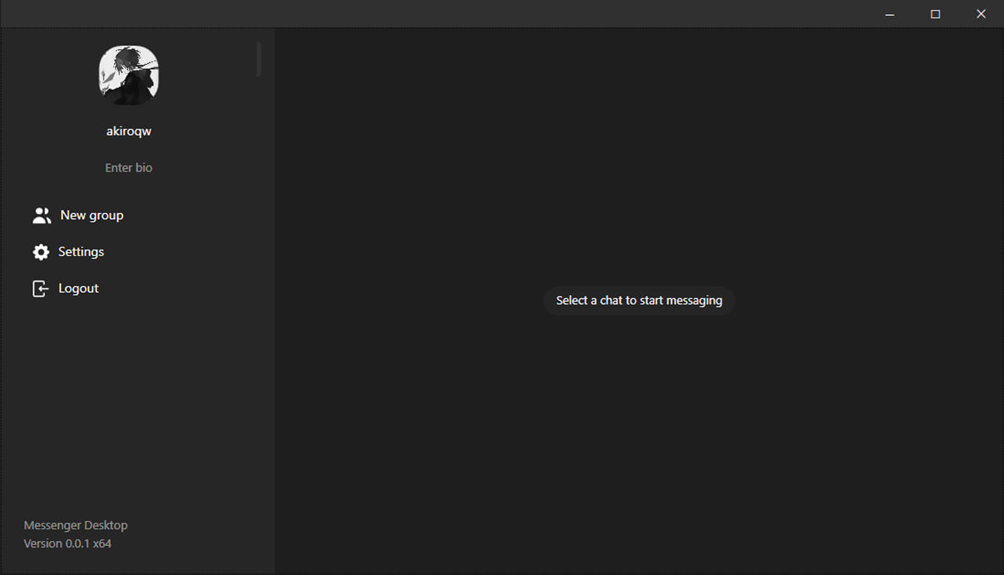 akiroqw
Enter bio
New group
Settings
Logout
Select a chat to start messaging
Messenger Desktop
Version 0.0.1 x64